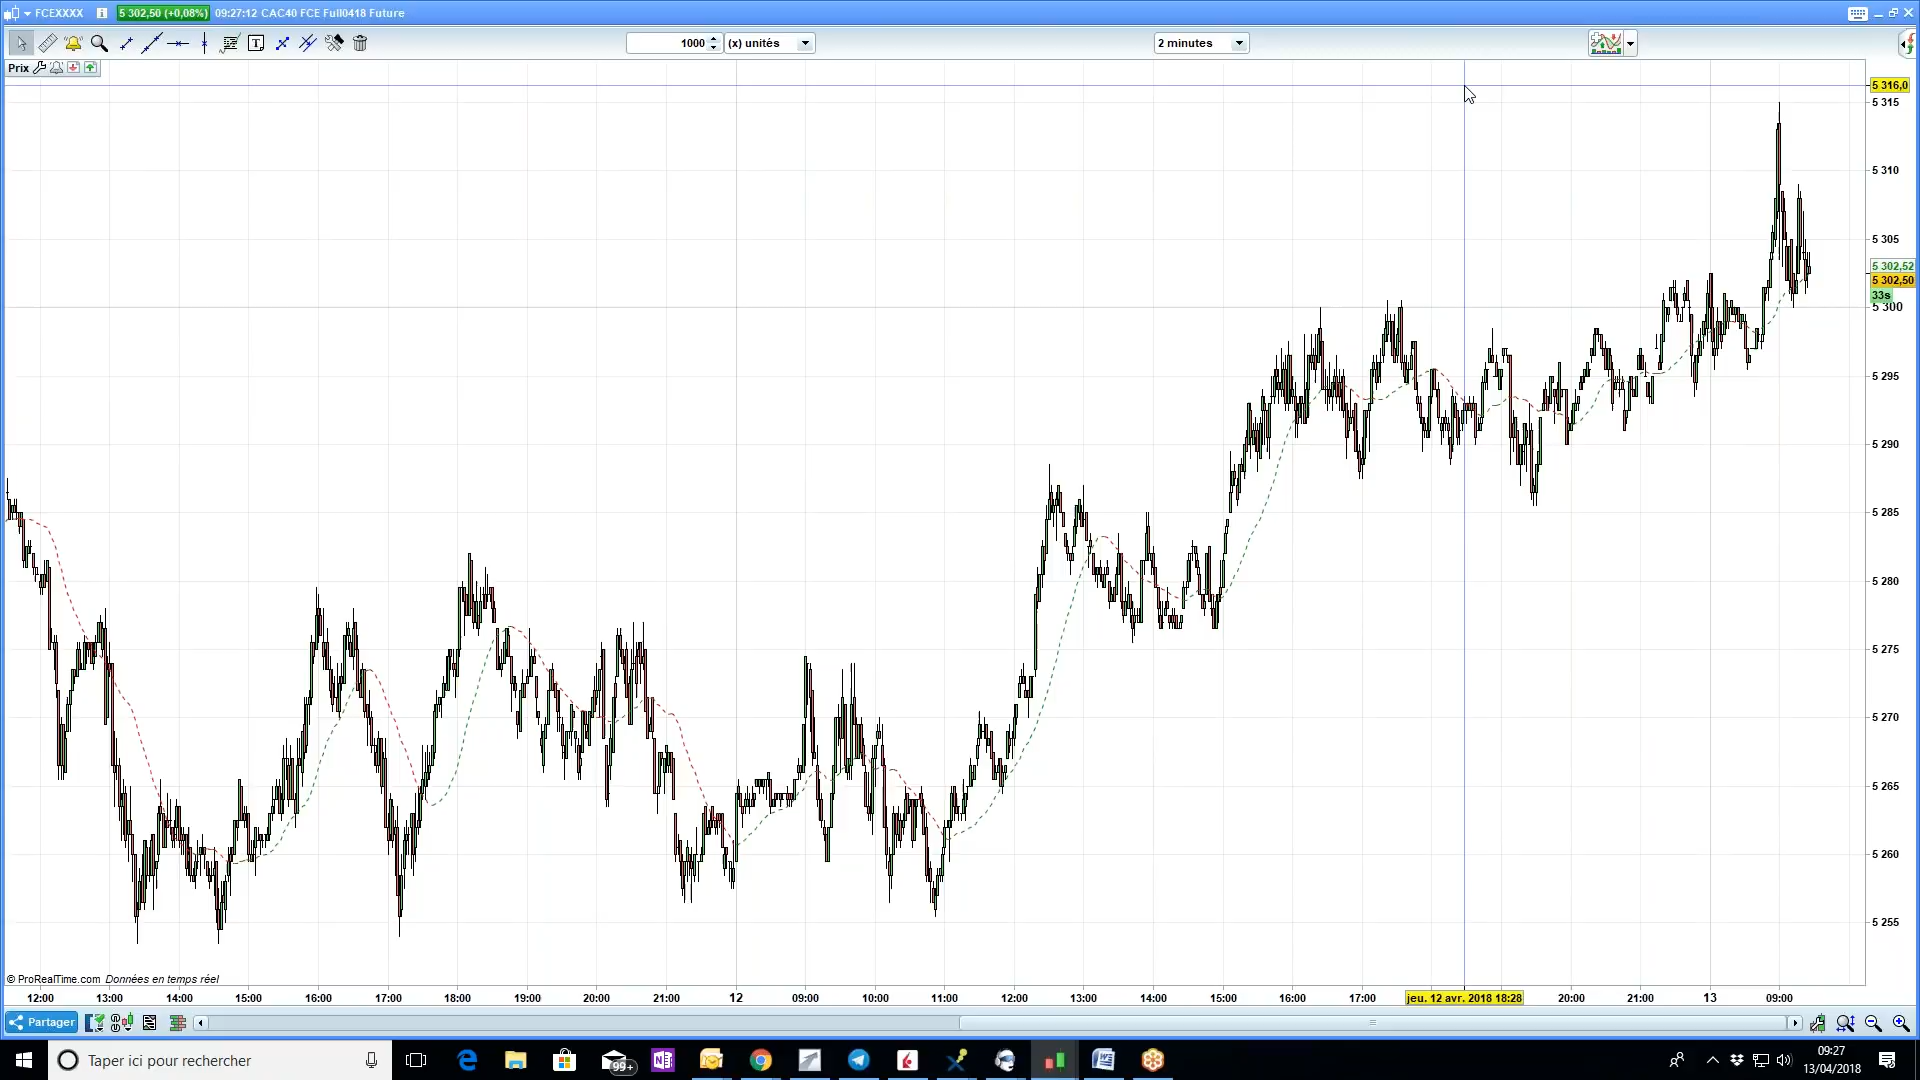 FCEXXXX 5 302,50 (+0,08%) 09:27:12 CAC40 FCE Full0418 Future
1000 (x) unités 2 minutes
Prix
5 316,0
5 315
5 310
5 305
5 302,52
5 302,50
33s
5 300
5 295
5 290
5 285
5 280
5 275
5 270
5 265
5 260
5 255
© ProRealTime.com Données en temps réel
12:00 13:00 14:00 15:00 16:00 17:00 18:00 19:00 20:00 21:00 12 09:00 10:00 11:00 12:00 13:00 14:00 15:00 16:00 17:00 jeu. 12 avr. 2018 18:28 20:00 21:00 13 09:00
Partager
Taper ici pour rechercher
99+
09:27
13/04/2018